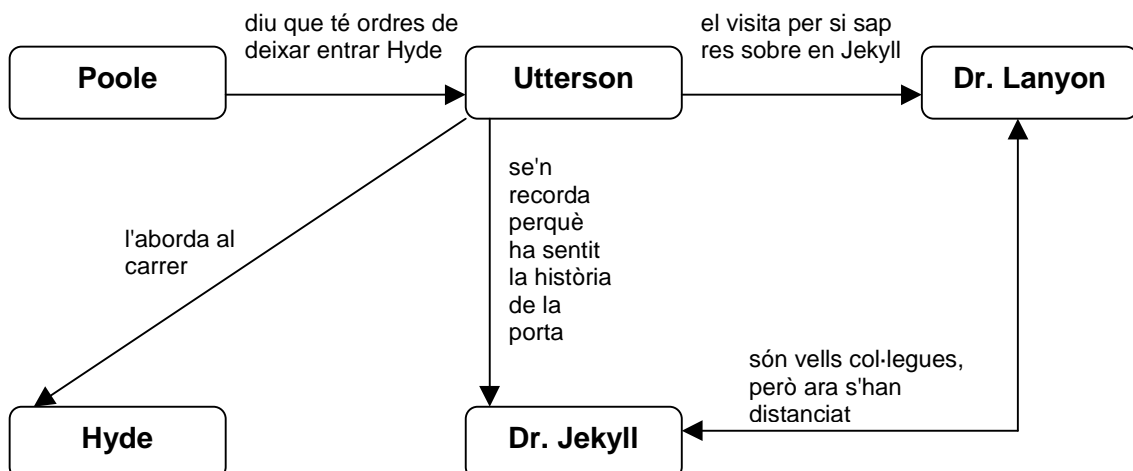 diu que té ordres de
deixar entrar Hyde
el visita per si sap
res sobre en Jekyll
Poole
Utterson
Dr. Lanyon
se'n
recorda
perquè
ha sentit
la història
de la
porta
l'aborda al
carrer
són vells col·legues,
però ara s'han
distanciat
Hyde
Dr. Jekyll